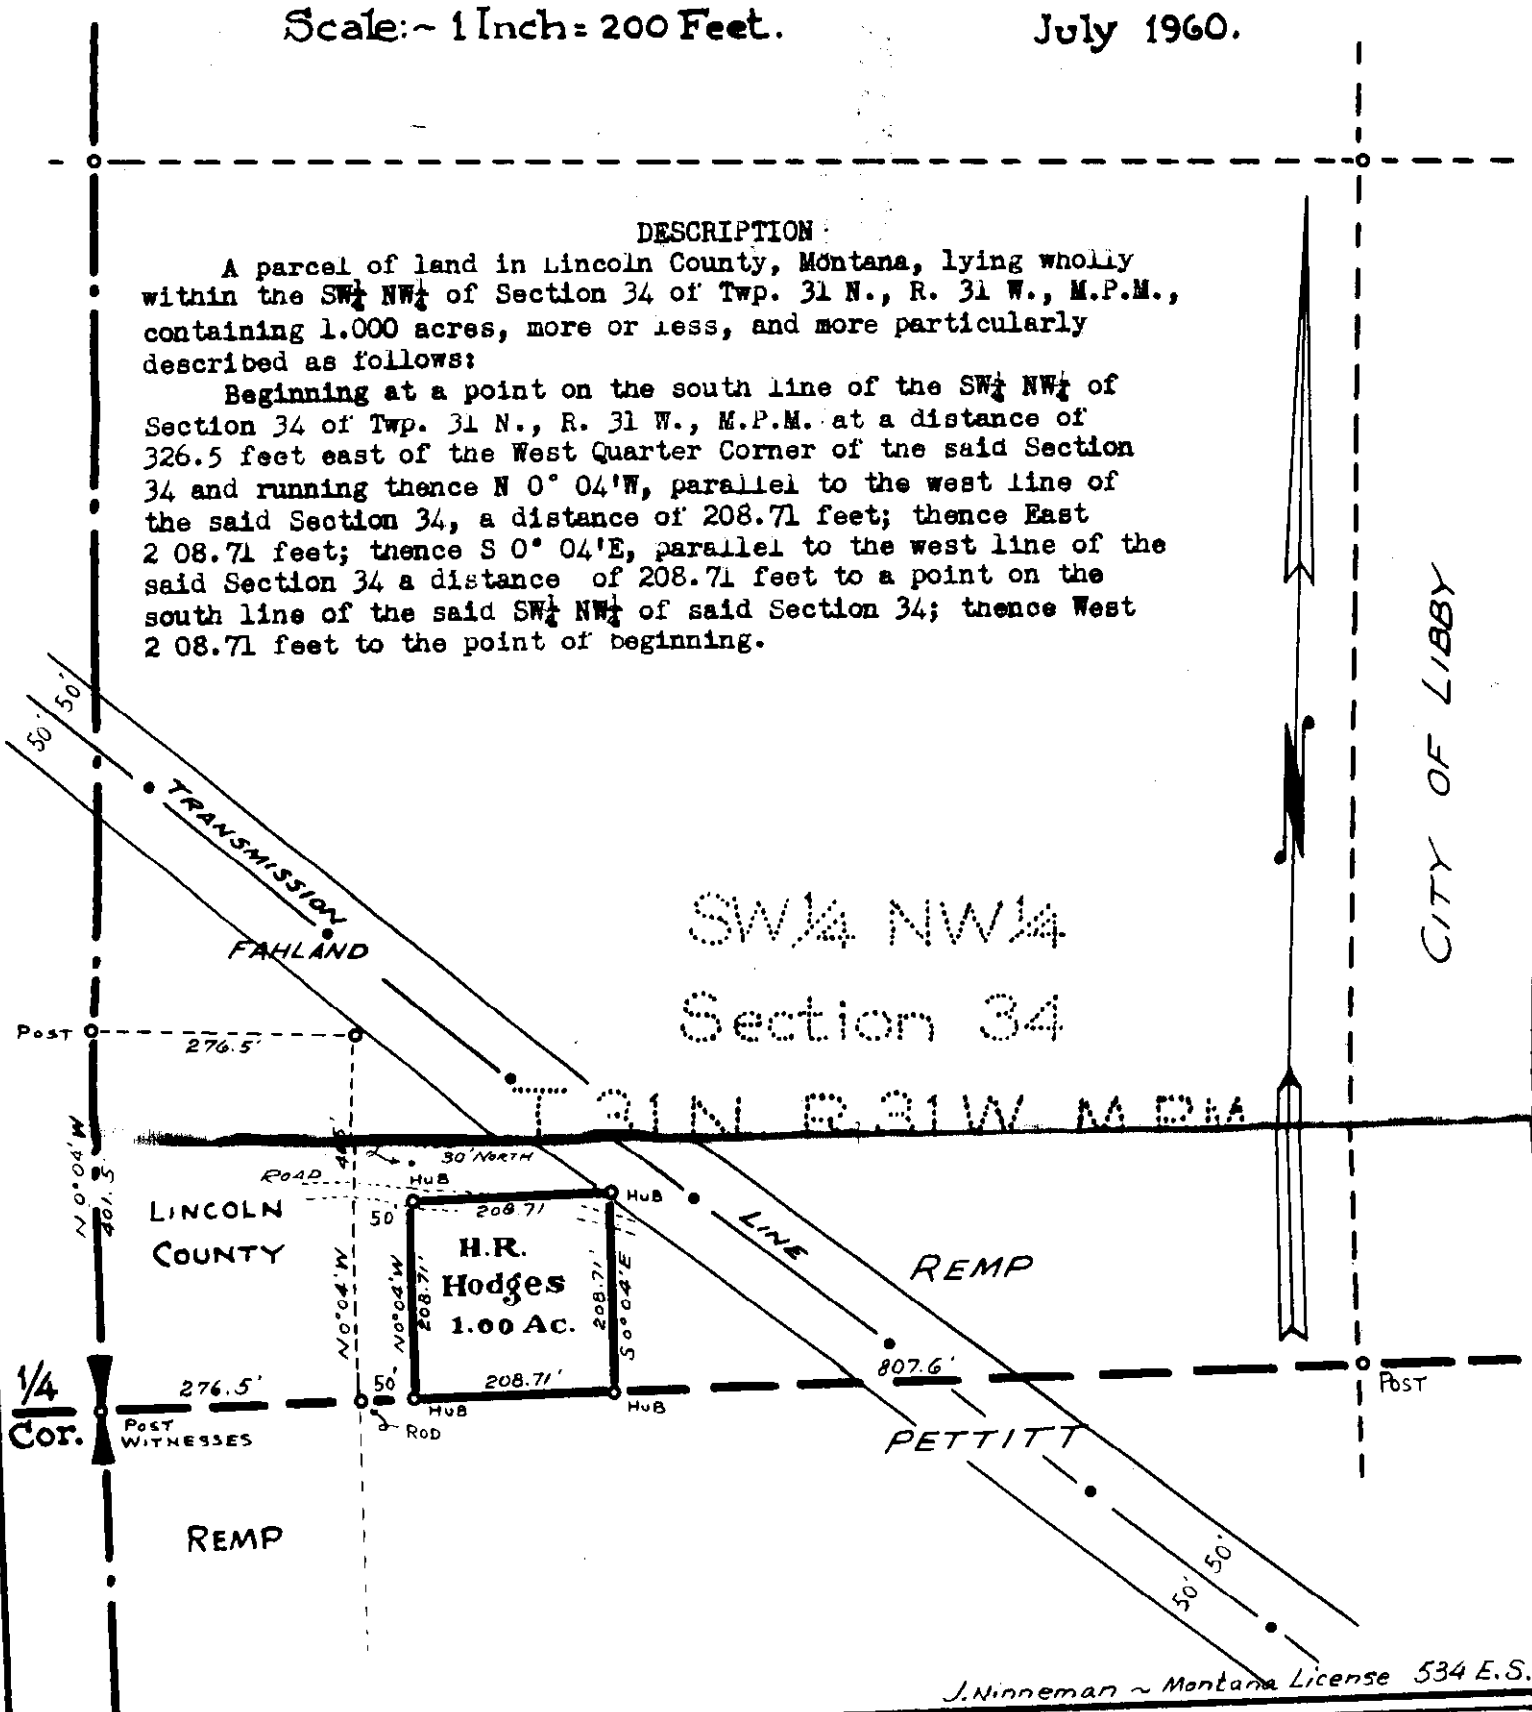 Scale:~ 1 Inch = 200 Feet.
July 1960.
DESCRIPTION
A parcel of land in Lincoln County, Montana, lying wholly
within the SW¼ NW¼ of Section 34 of Twp. 31 N., R. 31 W., M.P.M.,
containing 1.000 acres, more or less, and more particularly
described as follows:
Beginning at a point on the south line of the SW¼ NW¼ of
Section 34 of Twp. 31 N., R. 31 W., M.P.M. at a distance of
326.5 feet east of the West Quarter Corner of the said Section
34 and running thence N 0° 04'W, parallel to the west line of
the said Section 34, a distance of 208.71 feet; thence East
2 08.71 feet; thence S 0° 04'E, parallel to the west line of the
said Section 34 a distance of 208.71 feet to a point on the
south line of the said SW¼ NW¼ of said Section 34; thence West
2 08.71 feet to the point of beginning.
50' 50'
TRANSMISSION
FAHLAND
CITY OF LIBBY
N
SW¼ NW¼
Section 34
T 31N R 31W M P M
POST
276.5'
N 0°04'W
401.5
30' NORTH
HUB
ROAD
LINCOLN
COUNTY
50'
208.71
HUB
H.R.
Hodges
1.00 Ac.
N0°04'W
N0°04'W
208.71'
208.71'
S0°04'E
LINE
REMP
807.6'
1/4
Cor.
276.5'
50'
208.71'
POST
WITNESSES
ROD
HUB
HUB
POST
PETTITT
REMP
50' 50'
J. Ninneman ~ Montana License 534 E.S.